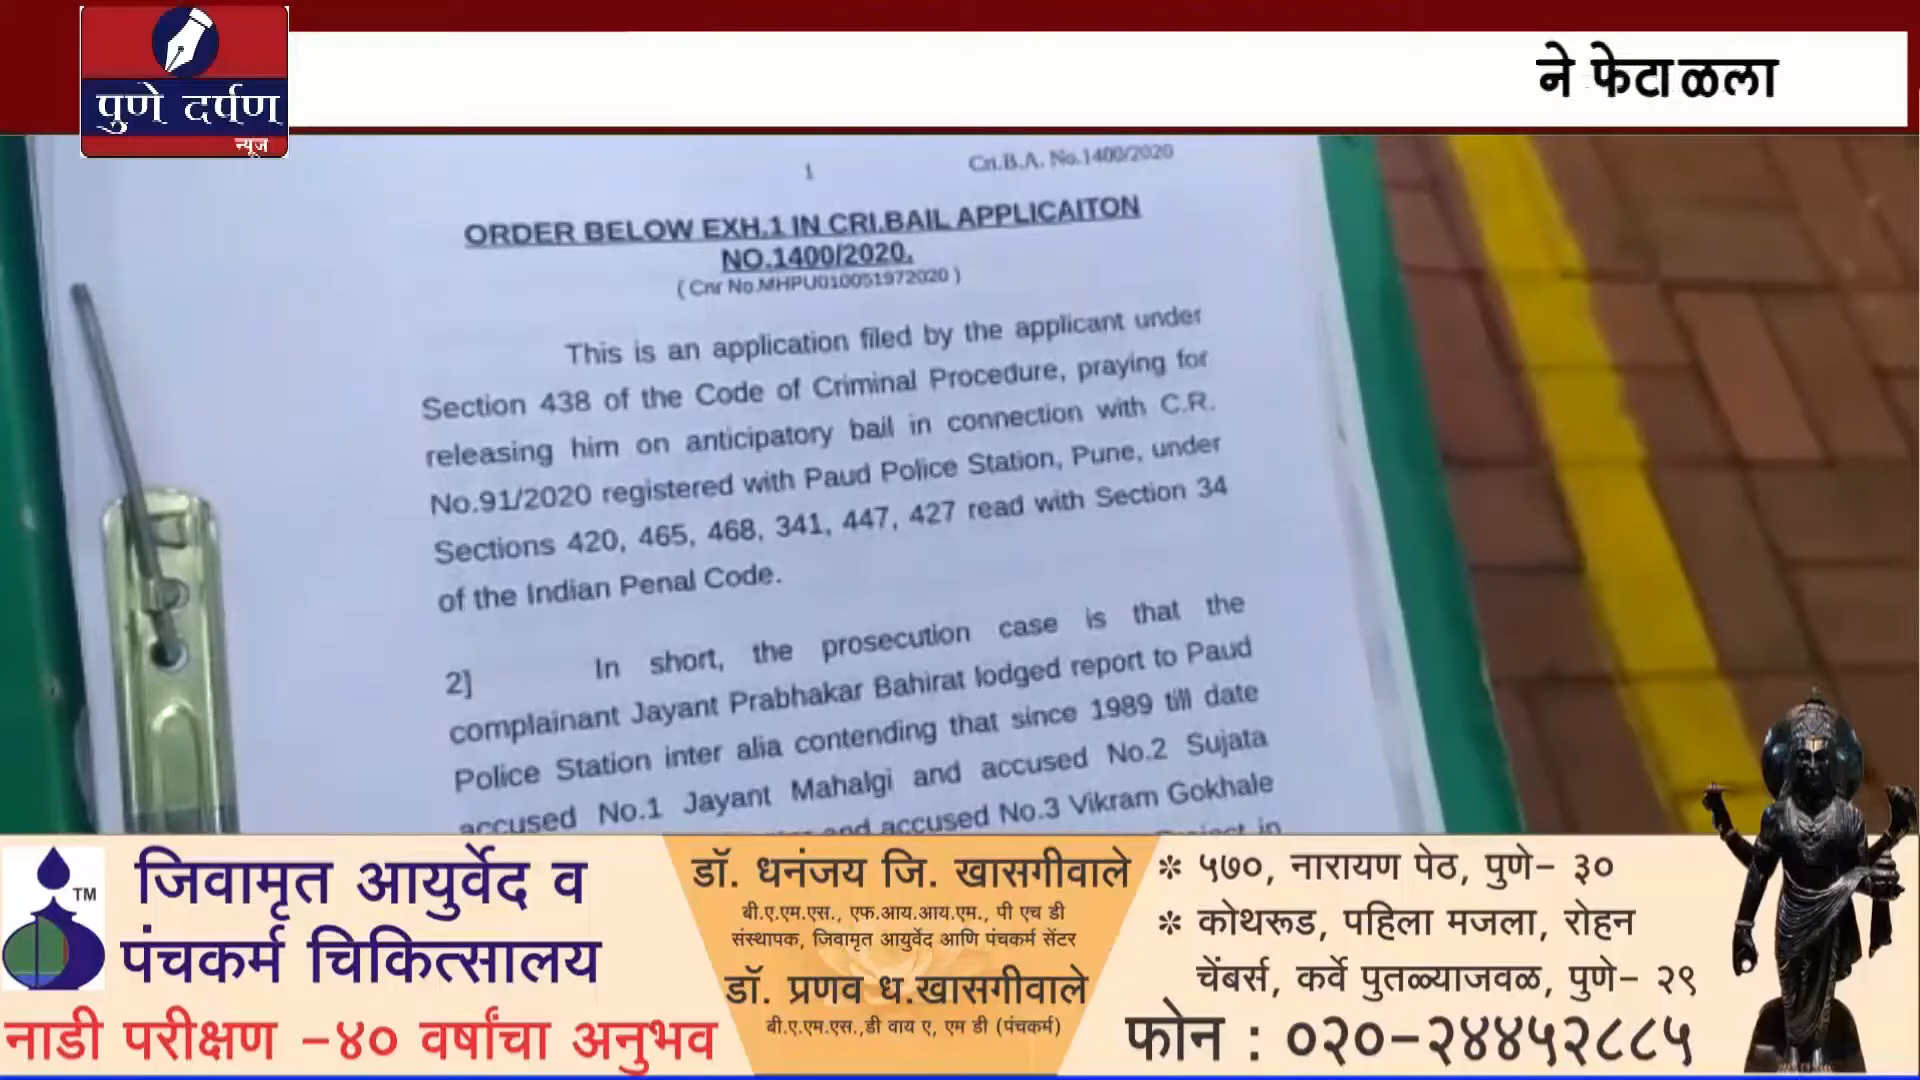 पुणे दर्पण
न्यूज
ने फेटाळला
1
Cri.B.A. No.1400/2020
ORDER BELOW EXH.1 IN CRI.BAIL APPLICAITON
NO.1400/2020.
( Cnr No.MHPU010051972020 )
This is an application filed by the applicant under
Section 438 of the Code of Criminal Procedure, praying for
releasing him on anticipatory bail in connection with C.R.
No.91/2020 registered with Paud Police Station, Pune, under
Sections 420, 465, 468, 341, 447, 427 read with Section 34
of the Indian Penal Code.
2] In short, the prosecution case is that the
complainant Jayant Prabhakar Bahirat lodged report to Paud
Police Station inter alia contending that since 1989 till date
accused No.1 Jayant Mahalgi and accused No.2 Sujata
and accused No.3 Vikram Gokhale
Project in
TM
जिवामृत आयुर्वेद व
पंचकर्म चिकित्सालय
नाडी परीक्षण -४० वर्षांचा अनुभव
डॉ. धनंजय जि. खासगीवाले
बी.ए.एम.एस., एफ.आय.आय.एम., पी एच डी
संस्थापक, जिवामृत आयुर्वेद आणि पंचकर्म सेंटर
डॉ. प्रणव ध.खासगीवाले
बी.ए.एम.एस.,डी वाय ए, एम डी (पंचकर्म)
* ५७०, नारायण पेठ, पुणे- ३०
* कोथरूड, पहिला मजला, रोहन
चेंबर्स, कर्वे पुतळ्याजवळ, पुणे- २९
फोन : ०२०-२४४५२८८५